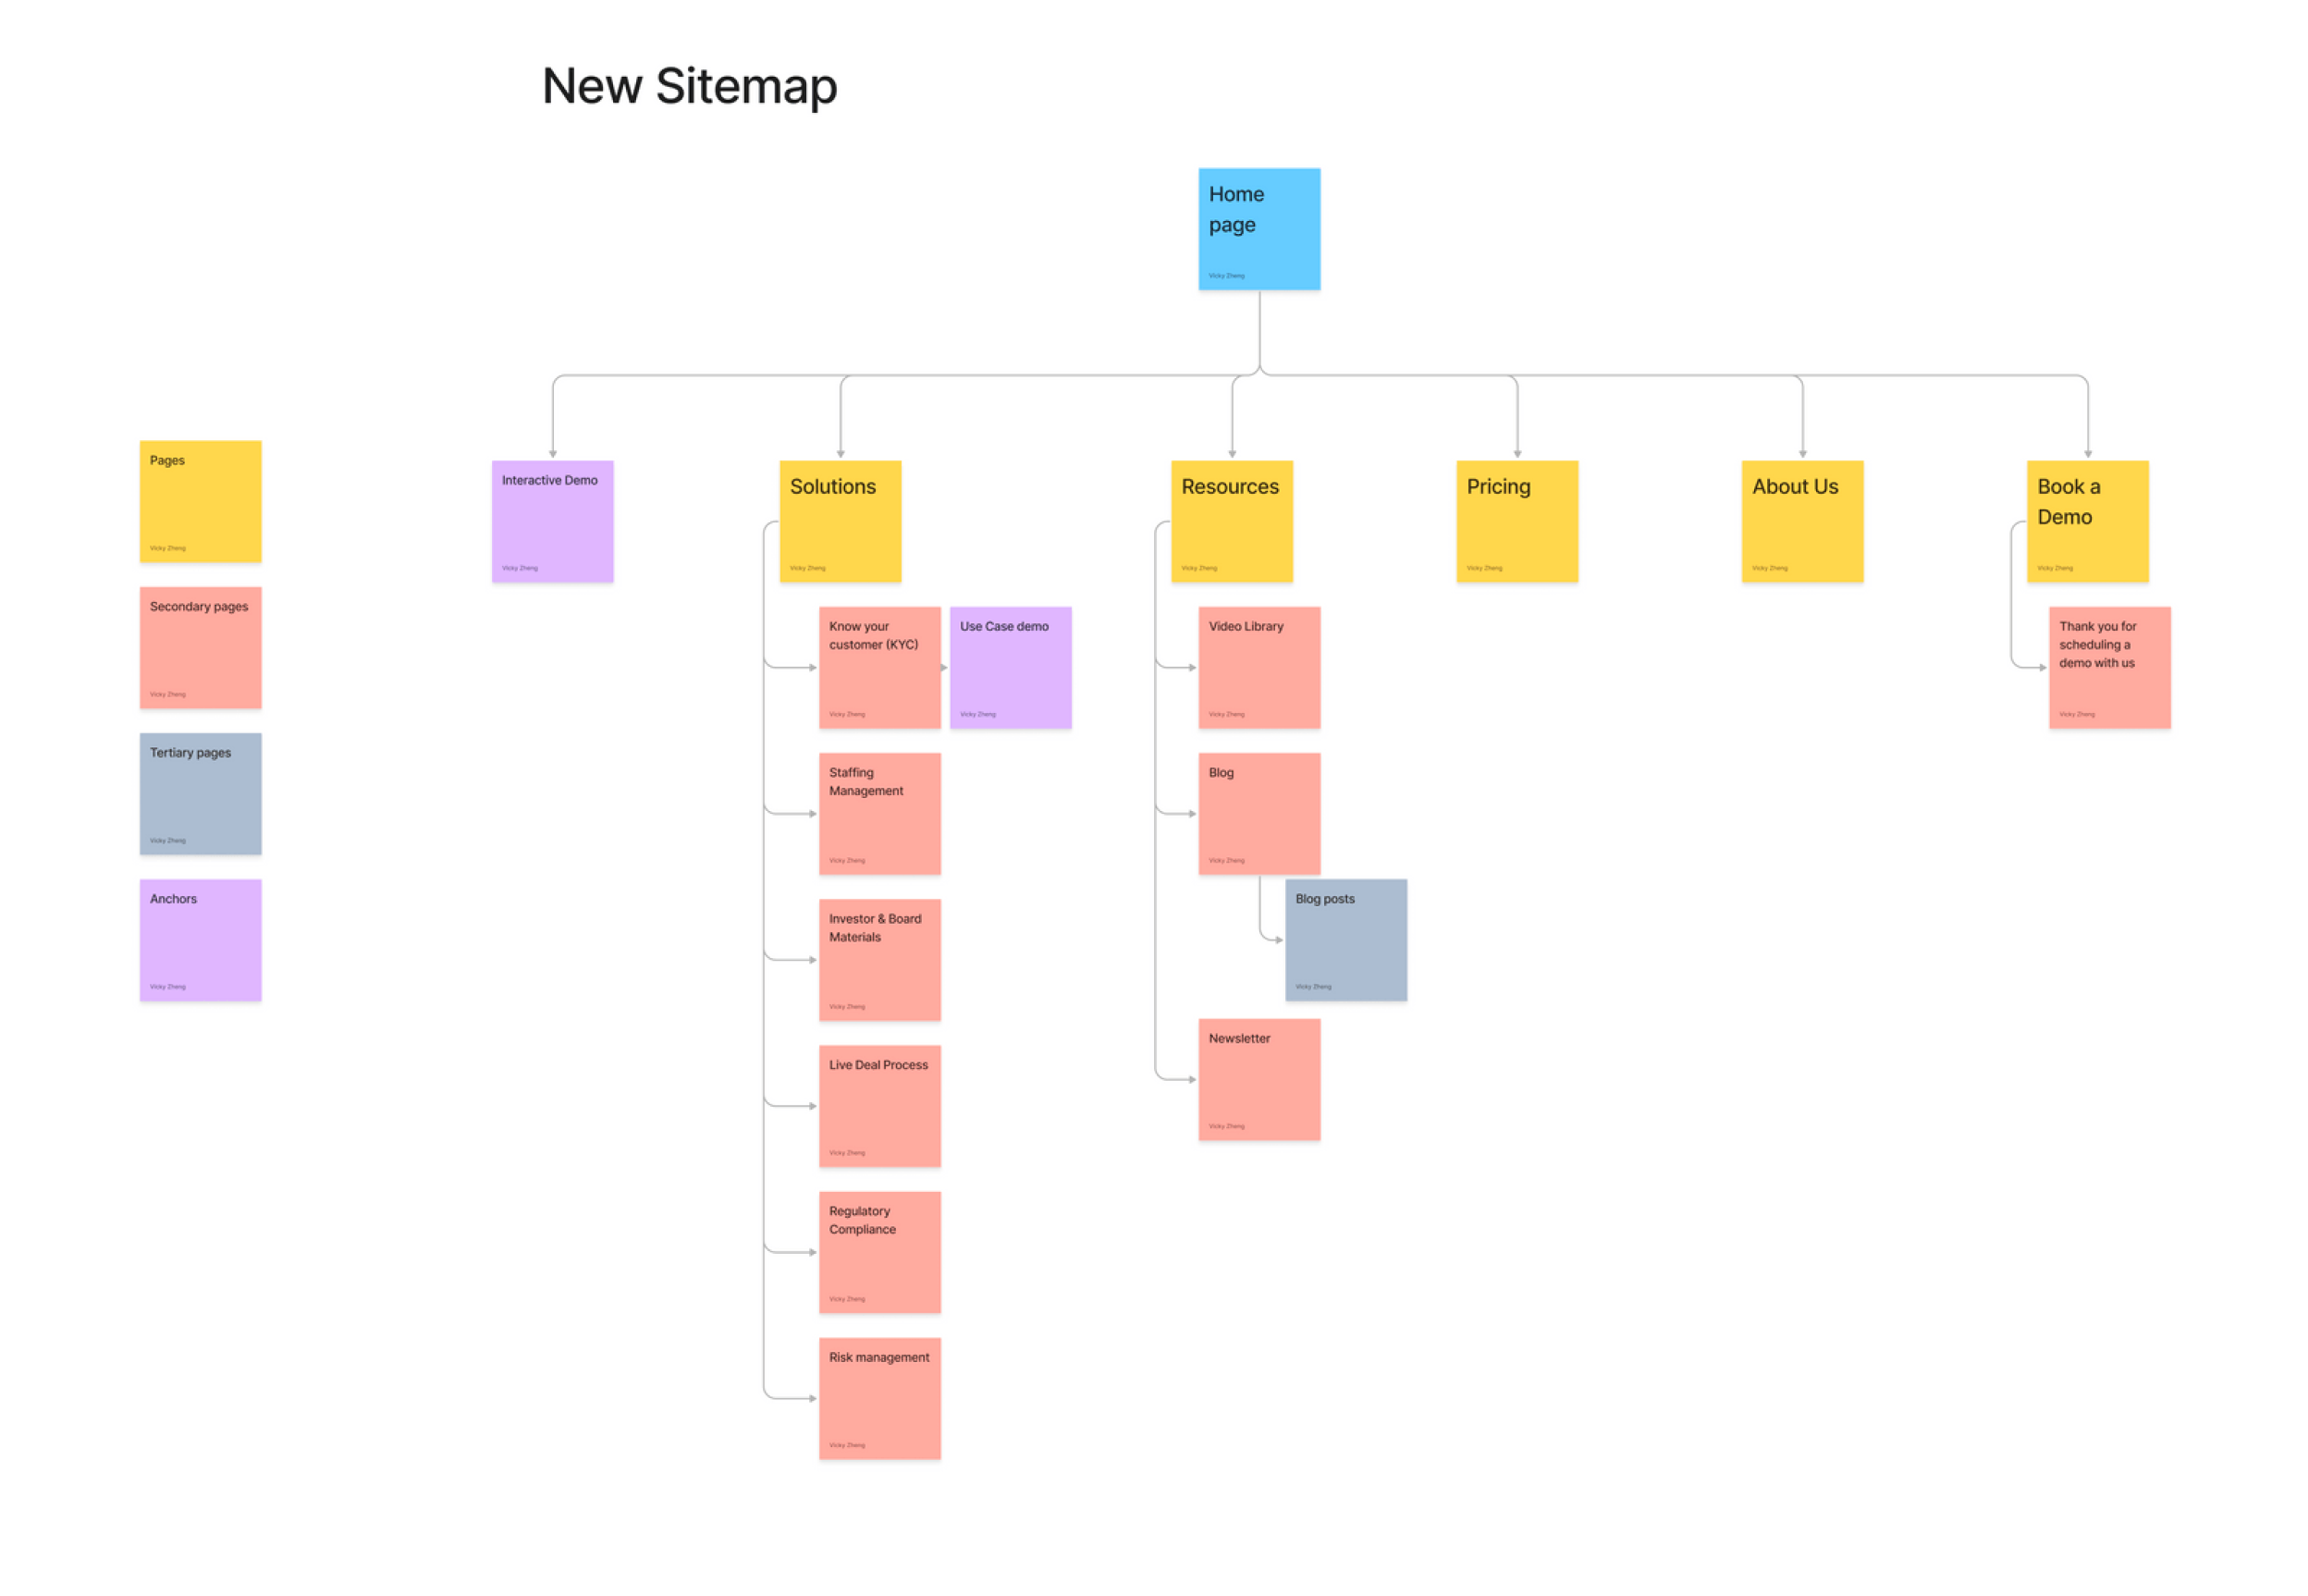 New Sitemap
Home
page
Vicky Zheng
Pages
Vicky Zheng
Secondary pages
Vicky Zheng
Tertiary pages
Vicky Zheng
Anchors
Vicky Zheng
Interactive Demo
Vicky Zheng
Solutions
Vicky Zheng
Know your
customer (KYC)
Vicky Zheng
Use Case demo
Vicky Zheng
Staffing
Management
Vicky Zheng
Investor & Board
Materials
Vicky Zheng
Live Deal Process
Vicky Zheng
Regulatory
Compliance
Vicky Zheng
Risk management
Vicky Zheng
Resources
Vicky Zheng
Video Library
Vicky Zheng
Blog
Vicky Zheng
Blog posts
Vicky Zheng
Newsletter
Vicky Zheng
Pricing
Vicky Zheng
About Us
Vicky Zheng
Book a
Demo
Vicky Zheng
Thank you for
scheduling a
demo with us
Vicky Zheng